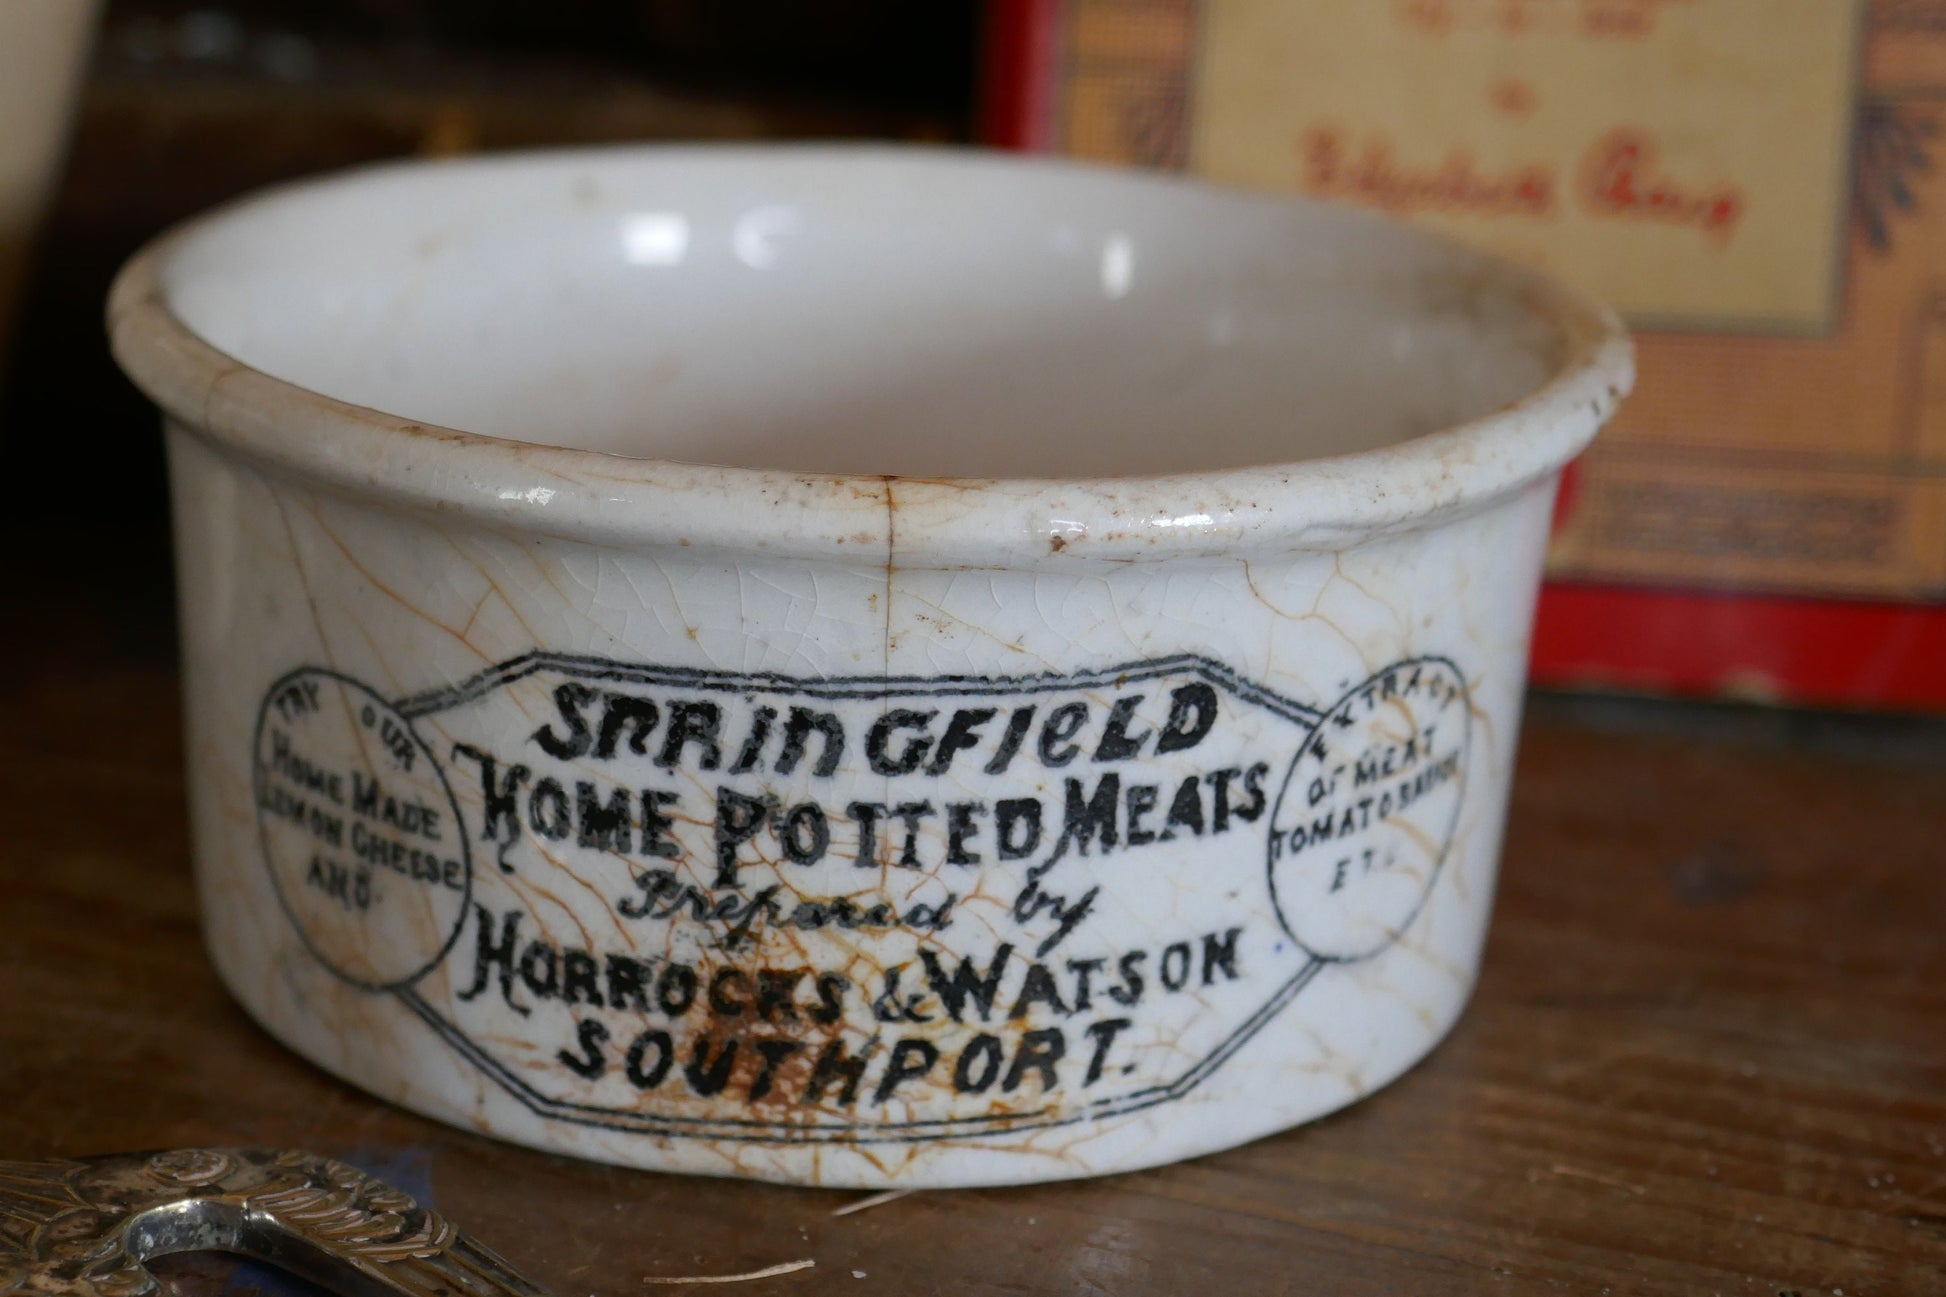 TRY OUR
HOME MADE
LEMON CHEESE
AND
SPRINGFIELD
HOME POTTED MEATS
Prepared by
HORROCKS & WATSON
SOUTHPORT.
EXTRACT
OF MEAT
TOMATO
ETC
Elizabeth